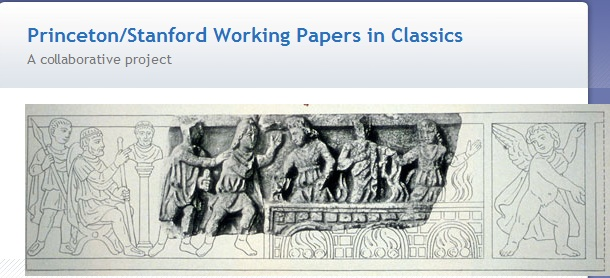 Princeton/Stanford Working Papers in Classics
A collaborative project